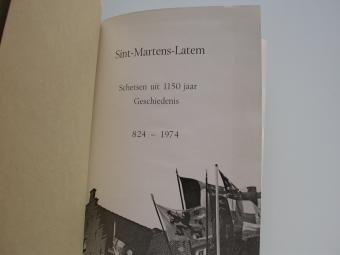 Sint-Martens-Latem
Schetsen uit 1150 jaar
Geschiedenis
824 - 1974